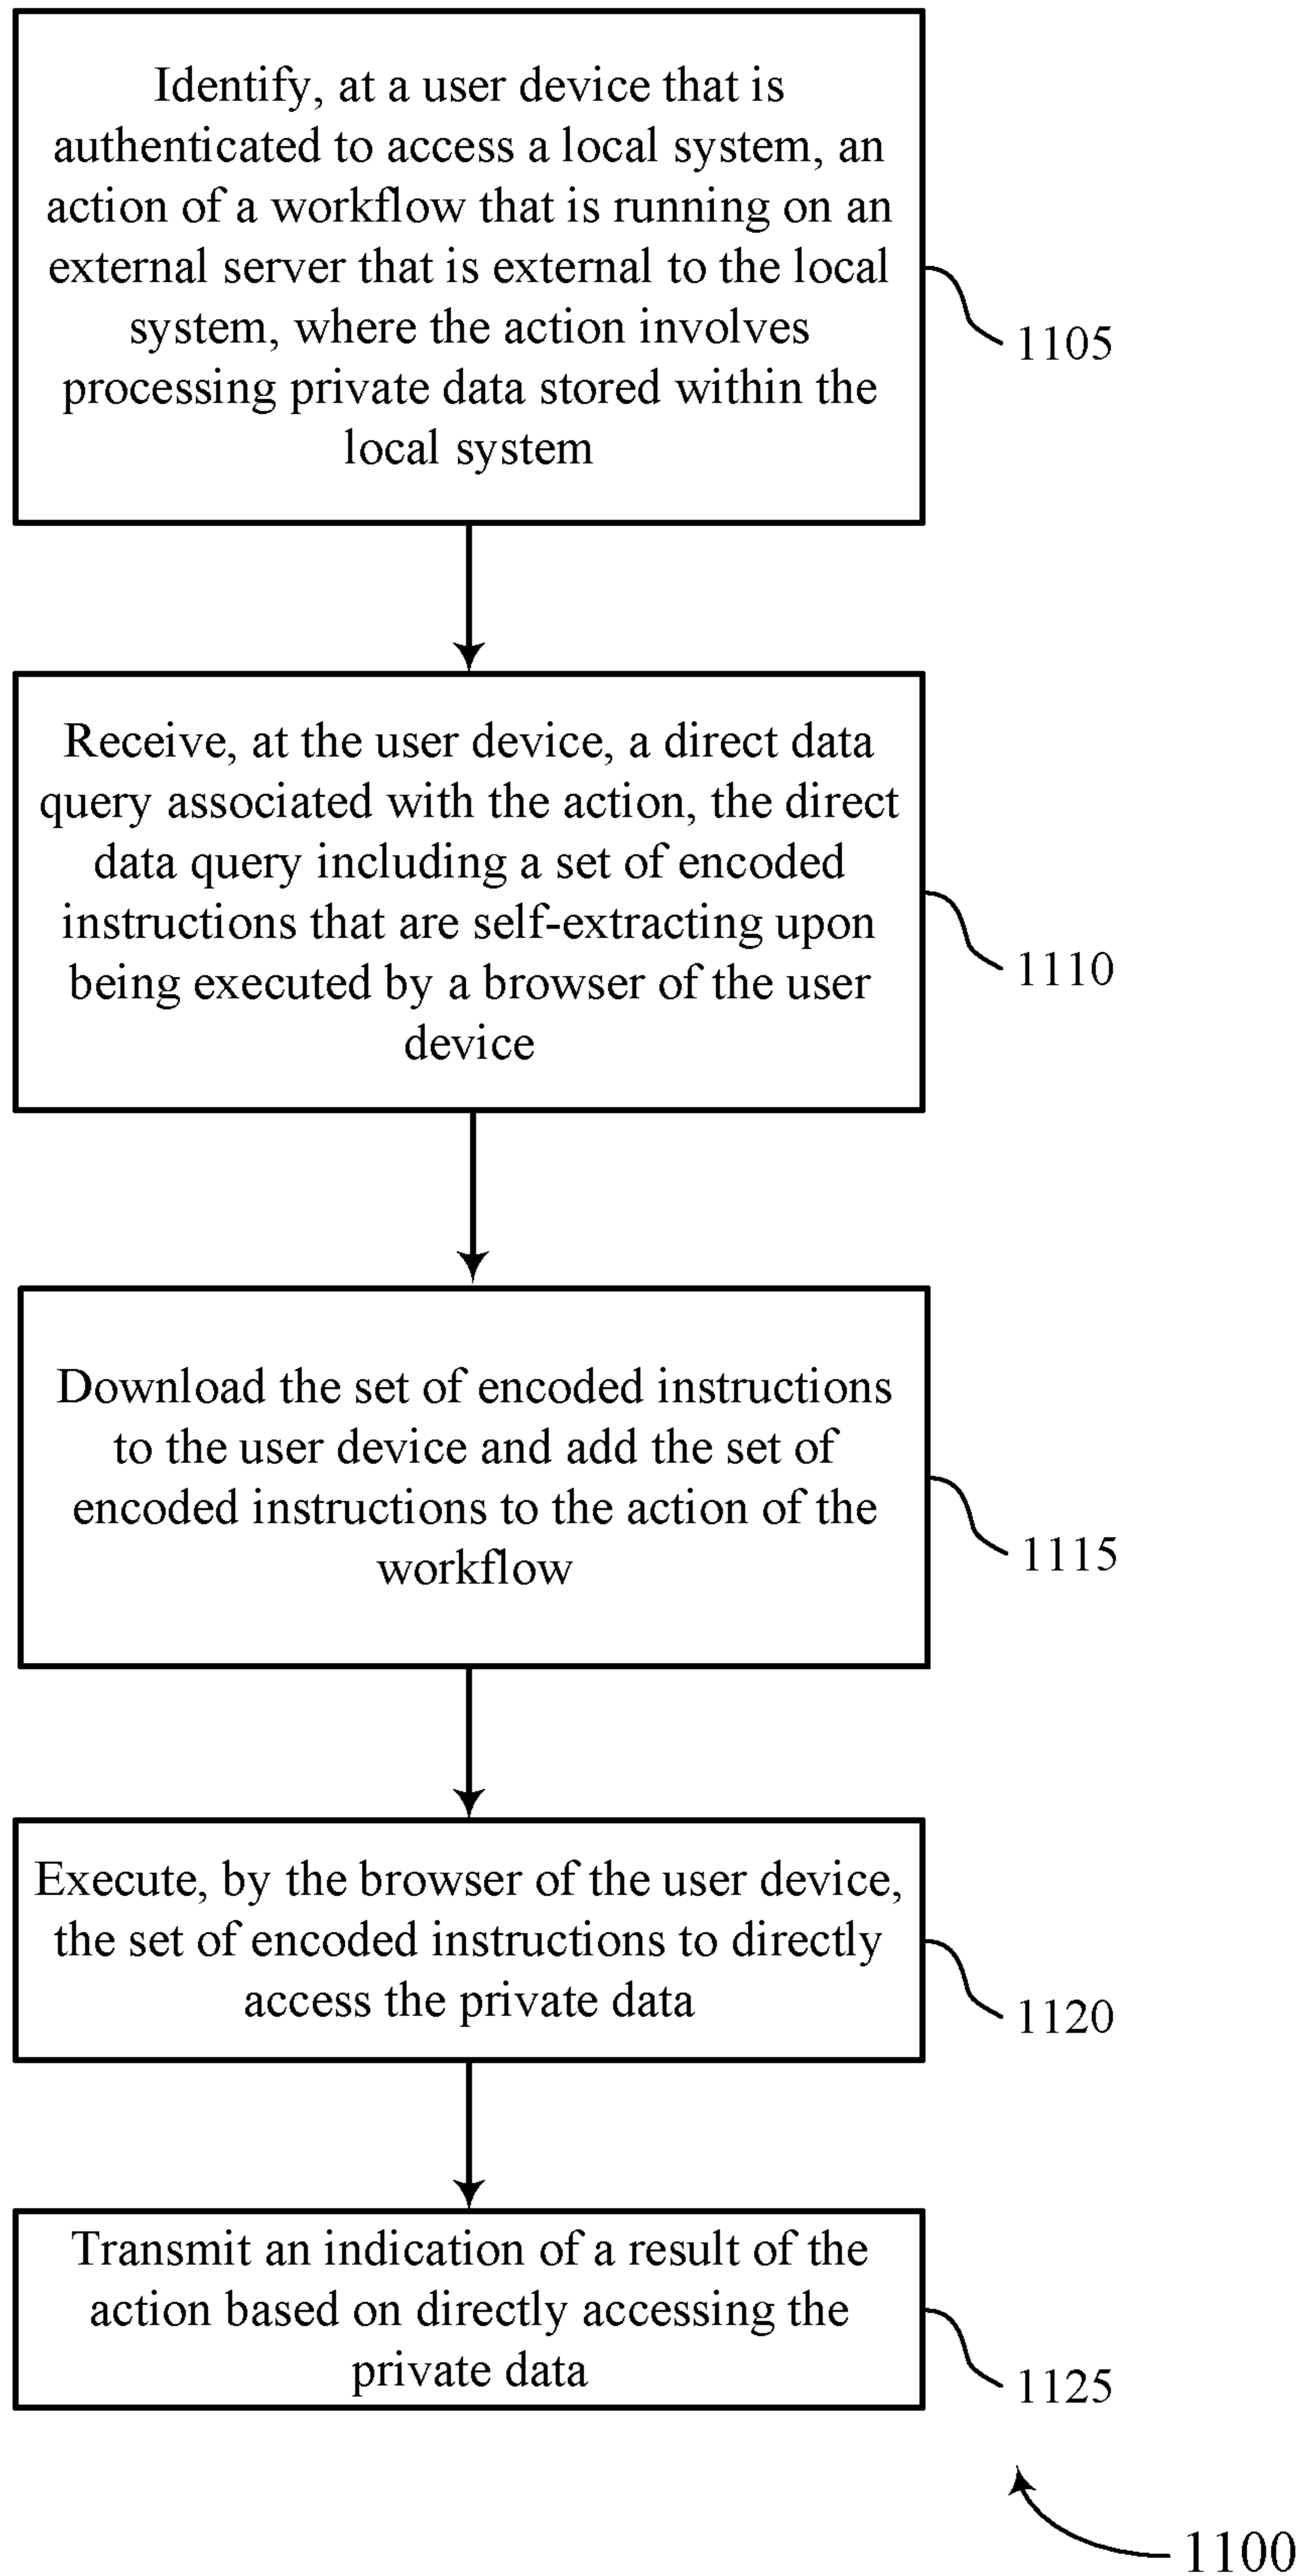 Identify, at a user device that is
authenticated to access a local system, an
action of a workflow that is running on an
external server that is external to the local
system, where the action involves
processing private data stored within the
local system
1105
Receive, at the user device, a direct data
query associated with the action, the direct
data query including a set of encoded
instructions that are self-extracting upon
being executed by a browser of the user
device
1110
Download the set of encoded instructions
to the user device and add the set of
encoded instructions to the action of the
workflow
1115
Execute, by the browser of the user device,
the set of encoded instructions to directly
access the private data
1120
Transmit an indication of a result of the
action based on directly accessing the
private data
1125
1100